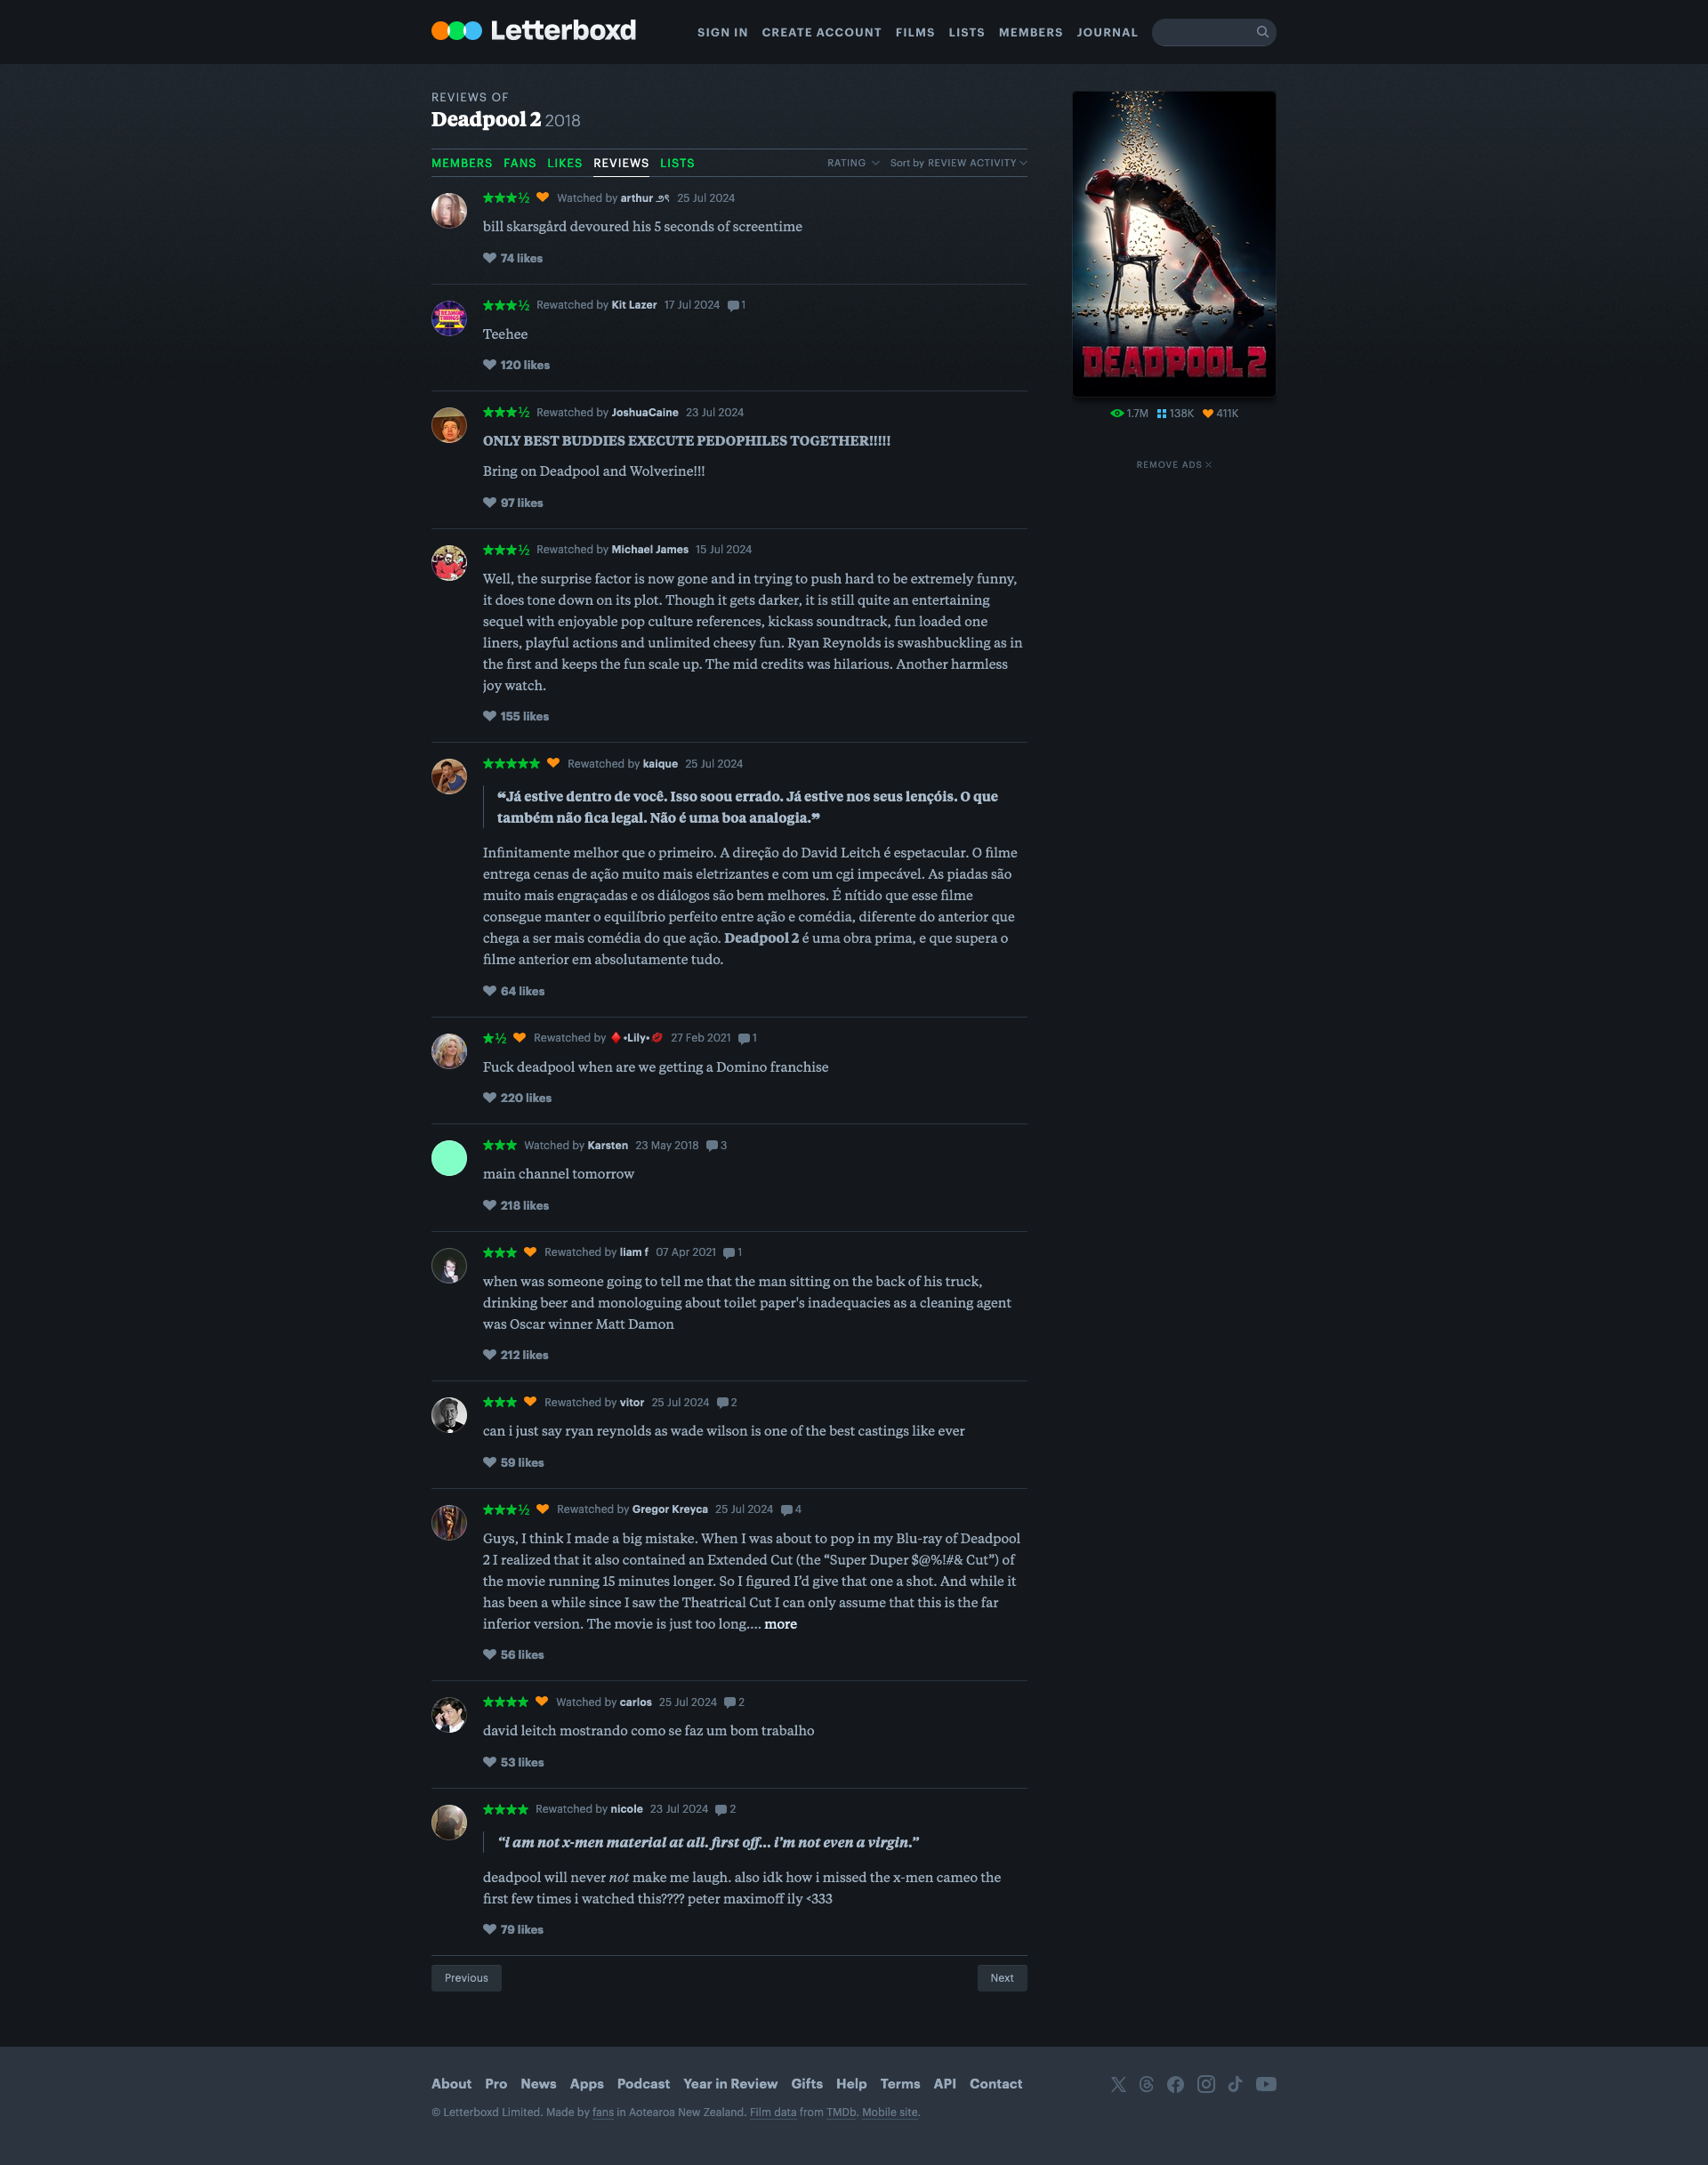 Letterboxd
SIGN IN CREATE ACCOUNT FILMS LISTS MEMBERS JOURNAL
REVIEWS OF
Deadpool 2 2018
MEMBERS FANS LIKES REVIEWS LISTS RATING Sort by REVIEW ACTIVITY
★★★½ Watched by arthur 25 Jul 2024
bill skarsgård devoured his 5 seconds of screentime
74 likes
★★★½ Rewatched by Kit Lazer 17 Jul 2024 1
Teehee
120 likes
★★★½ Rewatched by JoshuaCaine 23 Jul 2024
ONLY BEST BUDDIES EXECUTE PEDOPHILES TOGETHER!!!!!
Bring on Deadpool and Wolverine!!!
97 likes
★★★½ Rewatched by Michael James 15 Jul 2024
Well, the surprise factor is now gone and in trying to push hard to be extremely funny,
it does tone down on its plot. Though it gets darker, it is still quite an entertaining
sequel with enjoyable pop culture references, kickass soundtrack, fun loaded one
liners, playful actions and unlimited cheesy fun. Ryan Reynolds is swashbuckling as in
the first and keeps the fun scale up. The mid credits was hilarious. Another harmless
joy watch.
155 likes
★★★★★ Rewatched by kaique 25 Jul 2024
❝Já estive dentro de você. Isso soou errado. Já estive nos seus lençóis. O que
também não fica legal. Não é uma boa analogia.❞
Infinitamente melhor que o primeiro. A direção do David Leitch é espetacular. O filme
entrega cenas de ação muito mais eletrizantes e com um cgi impecável. As piadas são
muito mais engraçadas e os diálogos são bem melhores. É nítido que esse filme
consegue manter o equilíbrio perfeito entre ação e comédia, diferente do anterior que
chega a ser mais comédia do que ação. Deadpool 2 é uma obra prima, e que supera o
filme anterior em absolutamente tudo.
64 likes
★½ Rewatched by ♦️•Lily•💋 27 Feb 2021 1
Fuck deadpool when are we getting a Domino franchise
220 likes
★★★ Watched by Karsten 23 May 2018 3
main channel tomorrow
218 likes
★★★ Rewatched by liam f 07 Apr 2021 1
when was someone going to tell me that the man sitting on the back of his truck,
drinking beer and monologuing about toilet paper's inadequacies as a cleaning agent
was Oscar winner Matt Damon
212 likes
★★★ Rewatched by vitor 25 Jul 2024 2
can i just say ryan reynolds as wade wilson is one of the best castings like ever
59 likes
★★★½ Rewatched by Gregor Kreyca 25 Jul 2024 4
Guys, I think I made a big mistake. When I was about to pop in my Blu-ray of Deadpool
2 I realized that it also contained an Extended Cut (the “Super Duper $@%!#& Cut”) of
the movie running 15 minutes longer. So I figured I’d give that one a shot. And while it
has been a while since I saw the Theatrical Cut I can only assume that this is the far
inferior version. The movie is just too long.… more
56 likes
★★★★ Watched by carlos 25 Jul 2024 2
david leitch mostrando como se faz um bom trabalho
53 likes
★★★★ Rewatched by nicole 23 Jul 2024 2
“i am not x-men material at all. first off... i’m not even a virgin.”
deadpool will never not make me laugh. also idk how i missed the x-men cameo the
first few times i watched this???? peter maximoff ily <333
79 likes
Previous Next
DEADPOOL 2
1.7M 138K 411K
REMOVE ADS
About Pro News Apps Podcast Year in Review Gifts Help Terms API Contact
© Letterboxd Limited. Made by fans in Aotearoa New Zealand. Film data from TMDb. Mobile site.